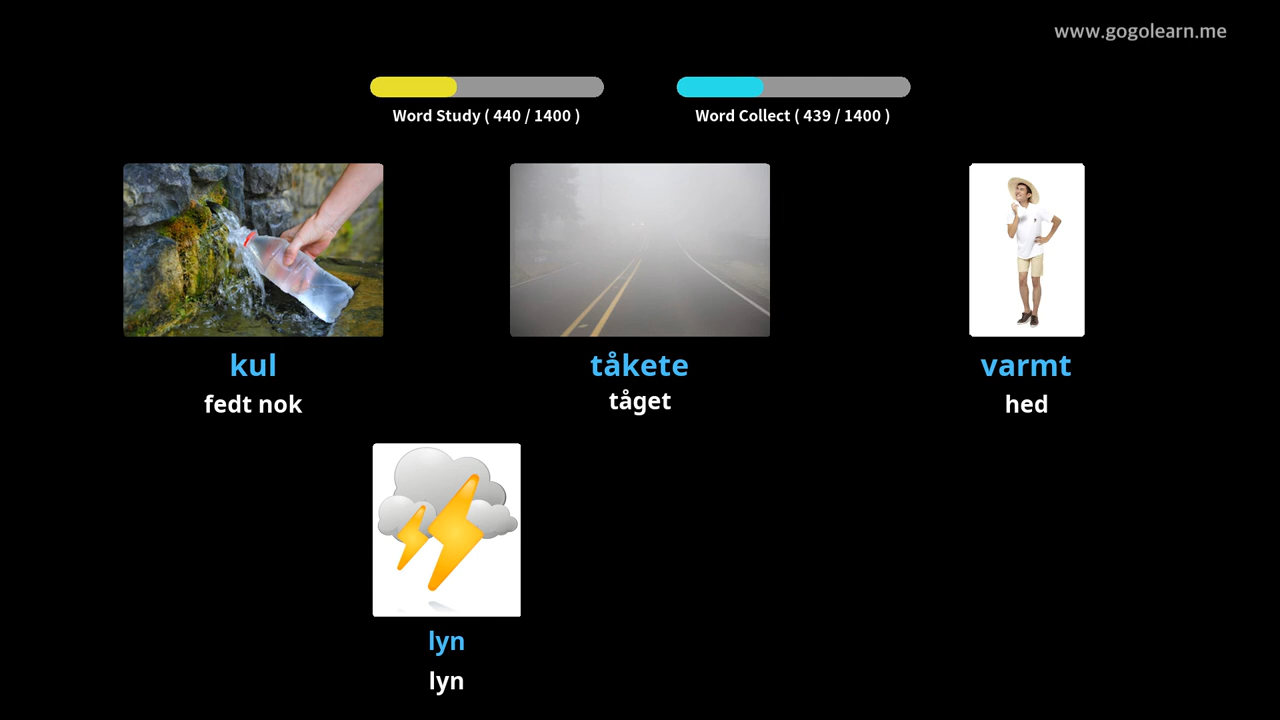 www.gogolearn.me
Word Study ( 440 / 1400 )
Word Collect ( 439 / 1400 )
kul
fedt nok
tåkete
tåget
varmt
hed
lyn
lyn